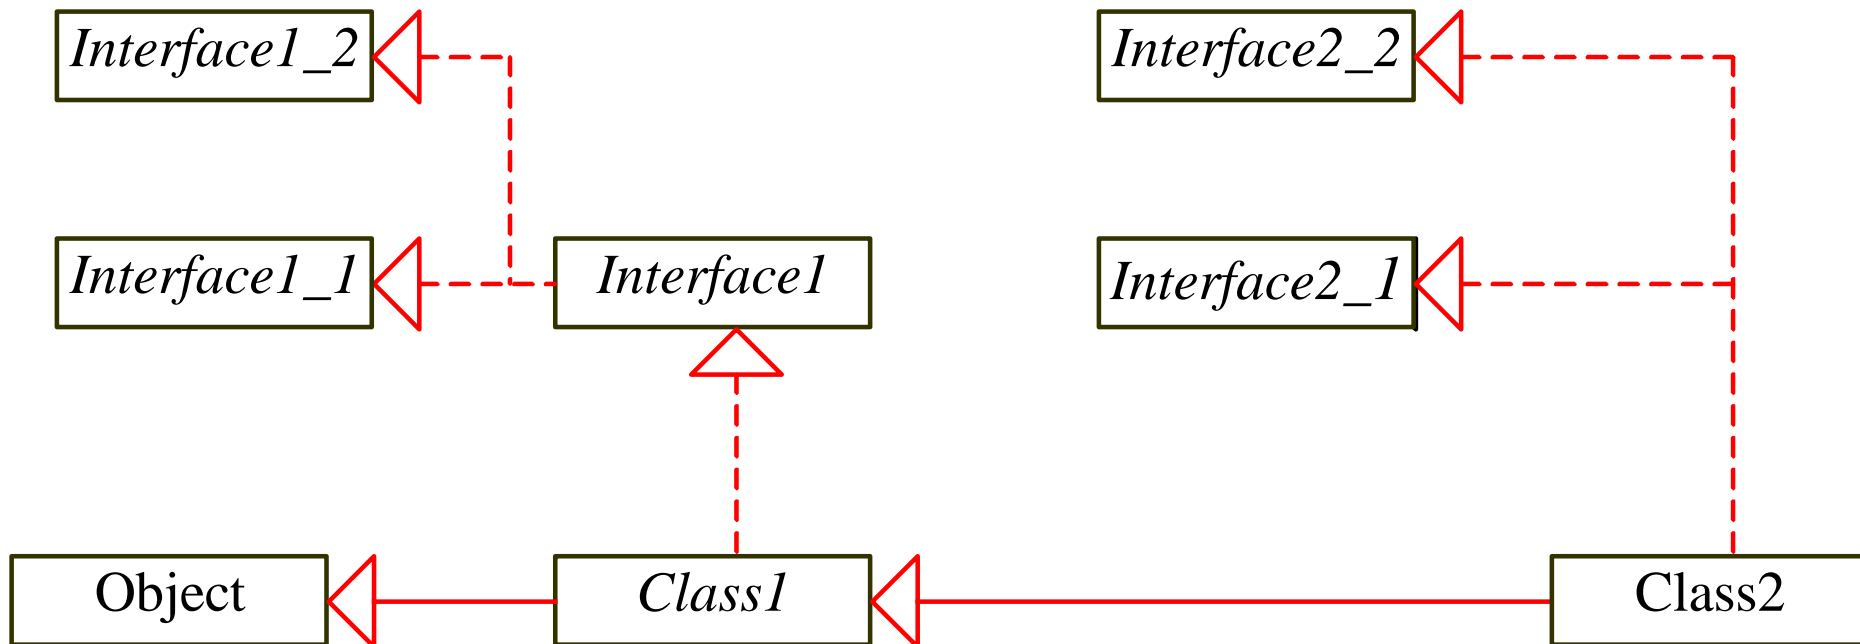 Interface1_2
Interface2_2
Interface1_1
Interface1
Interface2_1
Object
Class1
Class2